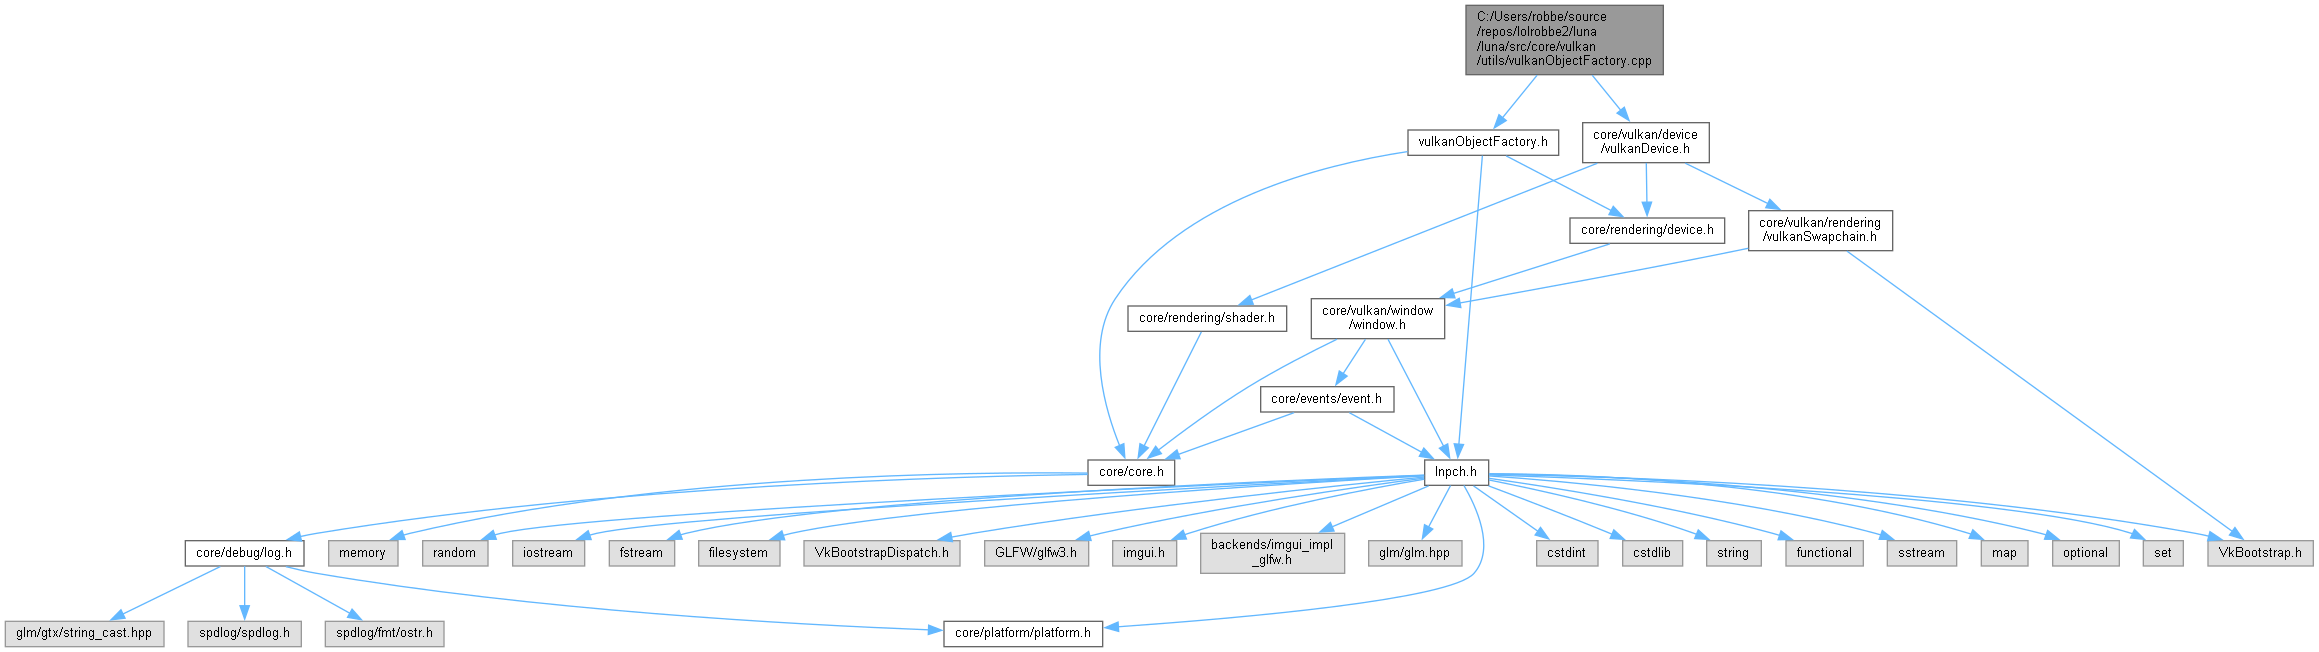 C:/Users/robbe/source
/repos/lolrobbe2/luna
/luna/src/core/vulkan
/utils/vulkanObjectFactory.cpp
vulkanObjectFactory.h
core/vulkan/device
/vulkanDevice.h
core/rendering/device.h
core/vulkan/rendering
/vulkanSwapchain.h
core/rendering/shader.h
core/vulkan/window
/window.h
core/events/event.h
core/core.h
lnpch.h
core/debug/log.h
memory
random
iostream
fstream
filesystem
VkBootstrapDispatch.h
GLFW/glfw3.h
imgui.h
backends/imgui_impl
_glfw.h
glm/glm.hpp
cstdint
cstdlib
string
functional
sstream
map
optional
set
VkBootstrap.h
glm/gtx/string_cast.hpp
spdlog/spdlog.h
spdlog/fmt/ostr.h
core/platform/platform.h